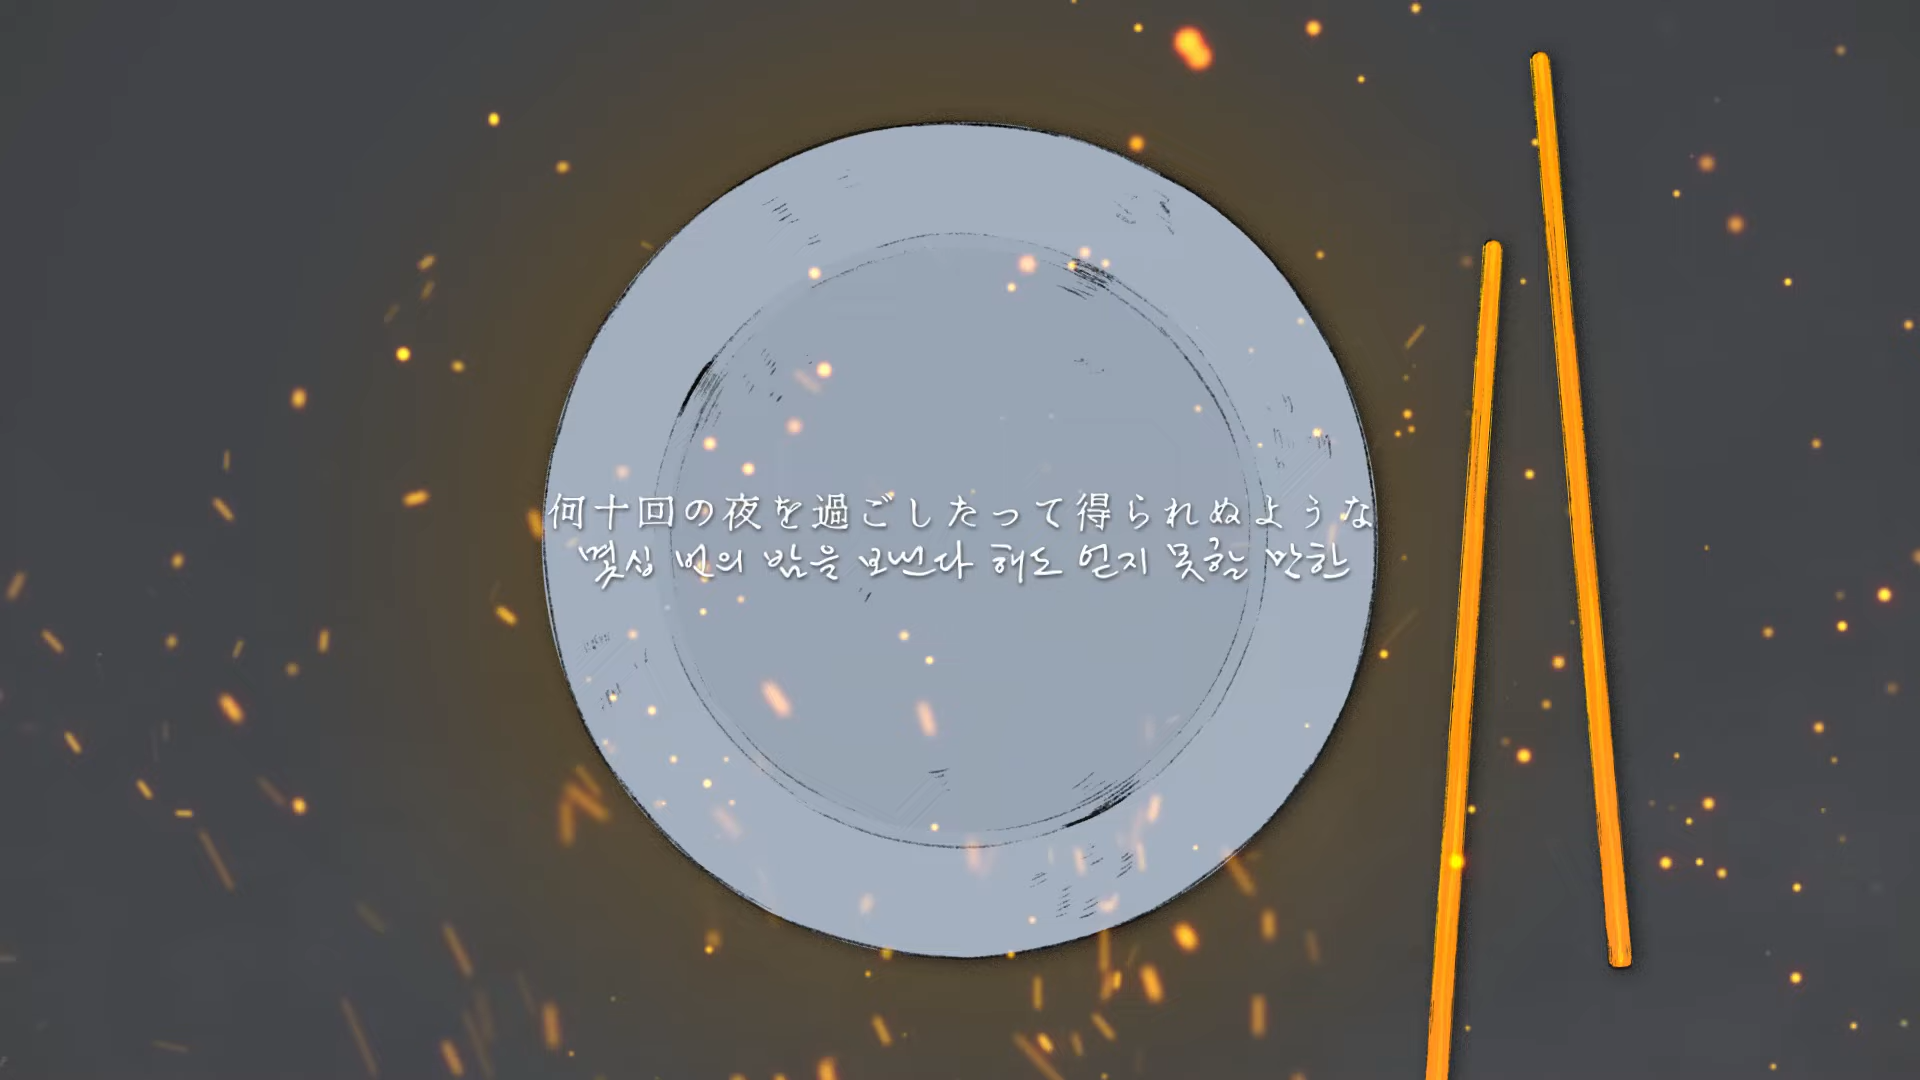 何十回の夜を過ごしたって得られぬような
몇십 번의 밤을 보낸다 해도 얻지 못할 만한